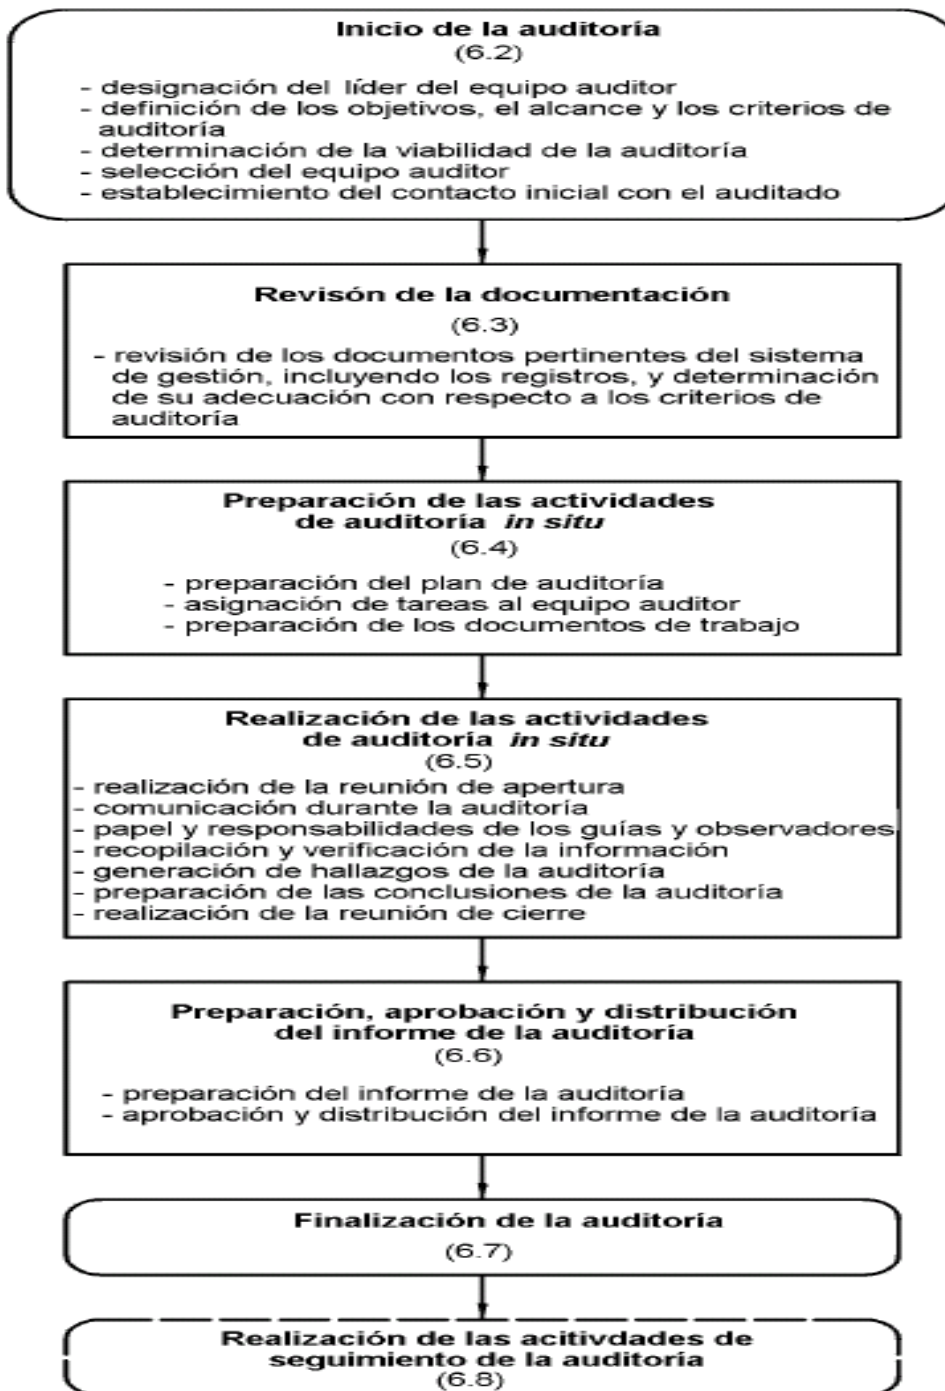 Inicio de la auditoría
(6.2)
- designación del líder del equipo auditor
- definición de los objetivos, el alcance y los criterios de
auditoría
- determinación de la viabilidad de la auditoría
- selección del equipo auditor
- establecimiento del contacto inicial con el auditado
Revisón de la documentación
(6.3)
- revisión de los documentos pertinentes del sistema
de gestión, incluyendo los registros, y determinación
de su adecuación con respecto a los criterios de
auditoría
Preparación de las actividades
de auditoría in situ
(6.4)
- preparación del plan de auditoría
- asignación de tareas al equipo auditor
- preparación de los documentos de trabajo
Realización de las actividades
de auditoría in situ
(6.5)
- realización de la reunión de apertura
- comunicación durante la auditoría
- papel y responsabilidades de los guías y observadores
- recopilación y verificación de la información
- generación de hallazgos de la auditoría
- preparación de las conclusiones de la auditoría
- realización de la reunión de cierre
Preparación, aprobación y distribución
del informe de la auditoría
(6.6)
- preparación del informe de la auditoría
- aprobación y distribución del informe de la auditoría
Finalización de la auditoría
(6.7)
Realización de las acitivdades de
seguimiento de la auditoría
(6.8)